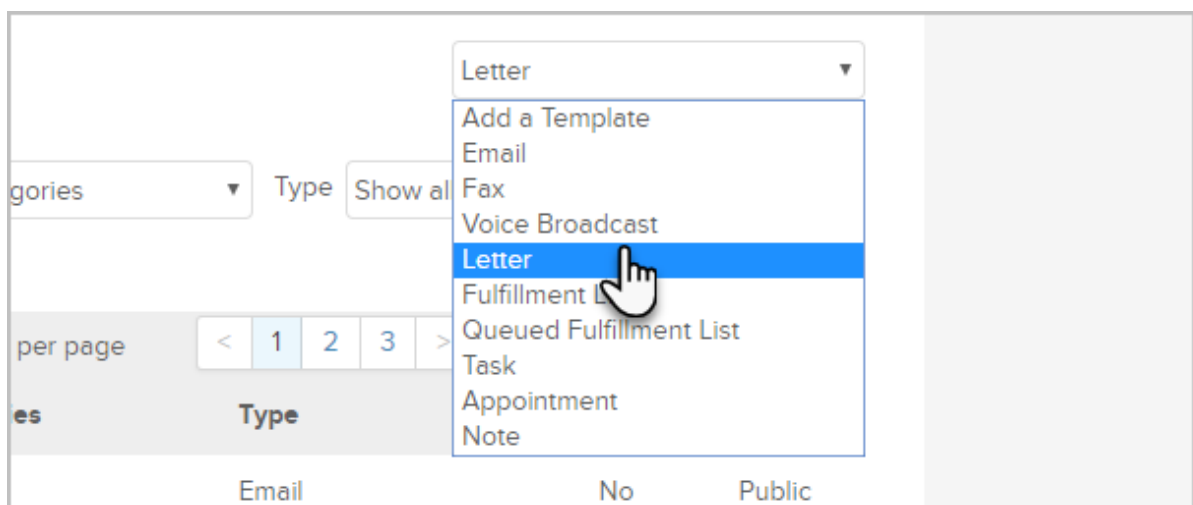 Letter
Add a Template
Email
Fax
Voice Broadcast
Letter
Fulfillment L
Queued Fulfillment List
Task
Appointment
Note
gories Type Show al
per page < 1 2 3 >
es Type
Email No Public